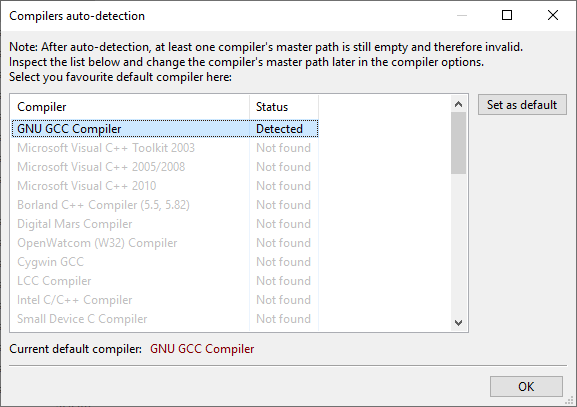 Compilers auto-detection
Note: After auto-detection, at least one compiler's master path is still empty and therefore invalid.
Inspect the list below and change the compiler's master path later in the compiler options.
Select you favourite default compiler here:
Compiler Status
Set as default
GNU GCC Compiler Detected
Microsoft Visual C++ Toolkit 2003 Not found
Microsoft Visual C++ 2005/2008 Not found
Microsoft Visual C++ 2010 Not found
Borland C++ Compiler (5.5, 5.82) Not found
Digital Mars Compiler Not found
OpenWatcom (W32) Compiler Not found
Cygwin GCC Not found
LCC Compiler Not found
Intel C/C++ Compiler Not found
Small Device C Compiler Not found
Current default compiler: GNU GCC Compiler
OK